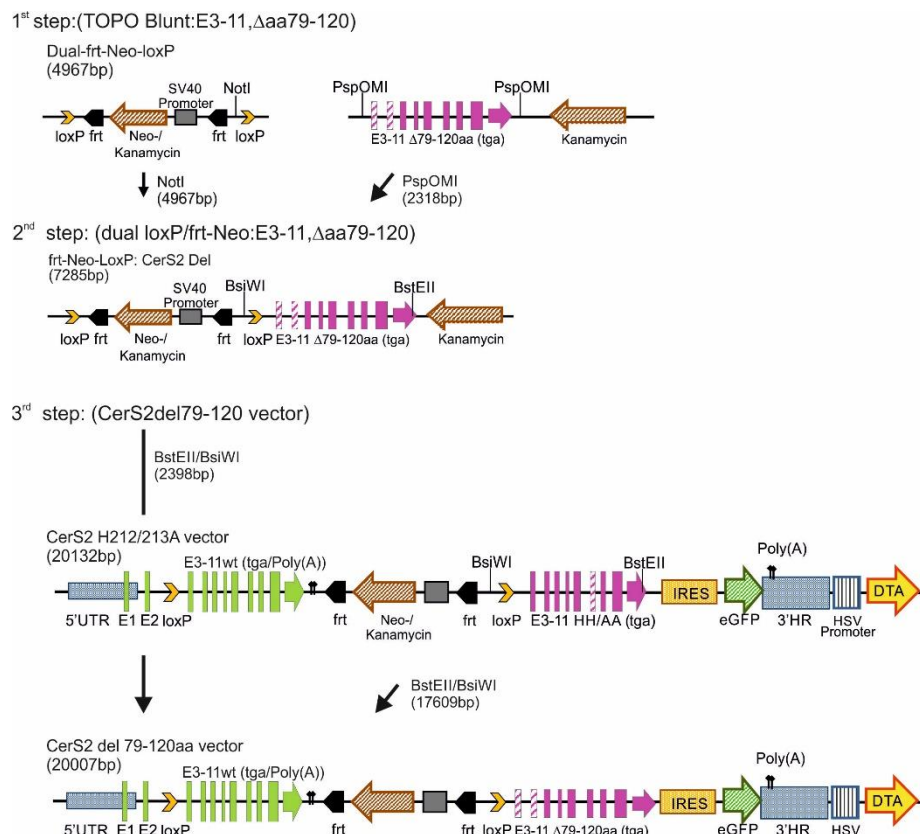 1st step:(TOPO Blunt:E3-11,Δaa79-120)
Dual-frt-Neo-loxP
(4967bp)
SV40
Promoter
NotI
PspOMI
PspOMI
loxP frt
Neo-/
Kanamycin
frt
loxP
E3-11 Δ79-120aa (tga)
Kanamycin
NotI
(4967bp)
PspOMI
(2318bp)
2nd step: (dual loxP/frt-Neo:E3-11,Δaa79-120)
frt-Neo-LoxP: CerS2 Del
(7285bp)
SV40
Promoter
BsiWI
BstEII
loxP frt
Neo-/
Kanamycin
frt
loxP
E3-11 Δ79-120aa (tga)
Kanamycin
3rd step: (CerS2del79-120 vector)
BstEII/BsiWI
(2398bp)
CerS2 H212/213A vector
(20132bp)
E3-11wt (tga/Poly(A))
BsiWI
BstEII
Poly(A)
IRES
DTA
5'UTR
E1 E2 loxP
frt
Neo-/
Kanamycin
frt
loxP
E3-11 HH/AA (tga)
eGFP
3'HR
HSV
Promoter
BstEII/BsiWI
(17609bp)
CerS2 del 79-120aa vector
(20007bp)
E3-11wt (tga/Poly(A))
Poly(A)
IRES
DTA
5'UTR
E1 E2 loxP
frt
frt
loxP
E3-11 Δ79-120aa (tga)
eGFP
3'HR
HSV